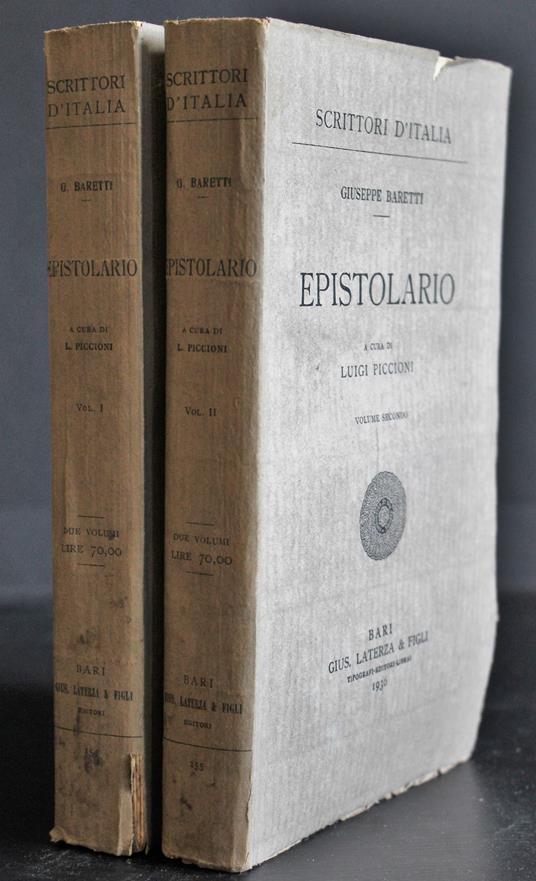 SCRITTORI
D'ITALIA
G. BARETTI
EPISTOLARIO
A CURA DI
L. PICCIONI
VOL. I
DUE VOLUMI
LIRE 70,00
BARI
GIUS. LATERZA & FIGLI
EDITORI
154
SCRITTORI
D'ITALIA
G. BARETTI
EPISTOLARIO
A CURA DI
L. PICCIONI
VOL. II
DUE VOLUMI
LIRE 70,00
BARI
GIUS. LATERZA & FIGLI
EDITORI
155
SCRITTORI D'ITALIA
GIUSEPPE BARETTI
EPISTOLARIO
A CURA DI
LUIGI PICCIONI
VOLUME SECONDO
BARI
GIUS. LATERZA & FIGLI
TIPOGRAFI-EDITORI-LIBRAI
1936